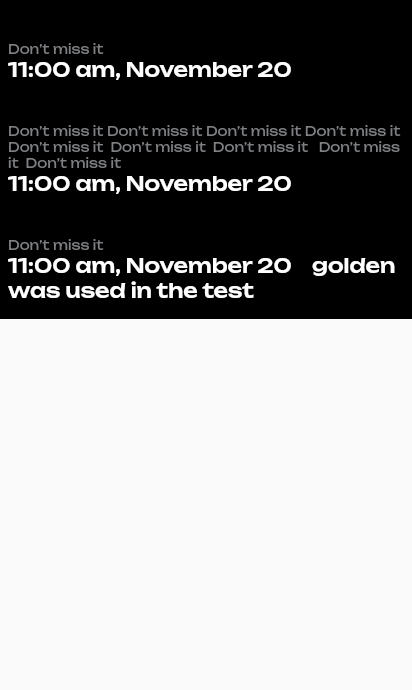 Don't miss it
11:00 am, November 20
Don't miss it Don't miss it Don't miss it Don't miss it
Don't miss it  Don't miss it  Don't miss it   Don't miss
it  Don't miss it
11:00 am, November 20
Don't miss it
11:00 am, November 20    golden
was used in the test